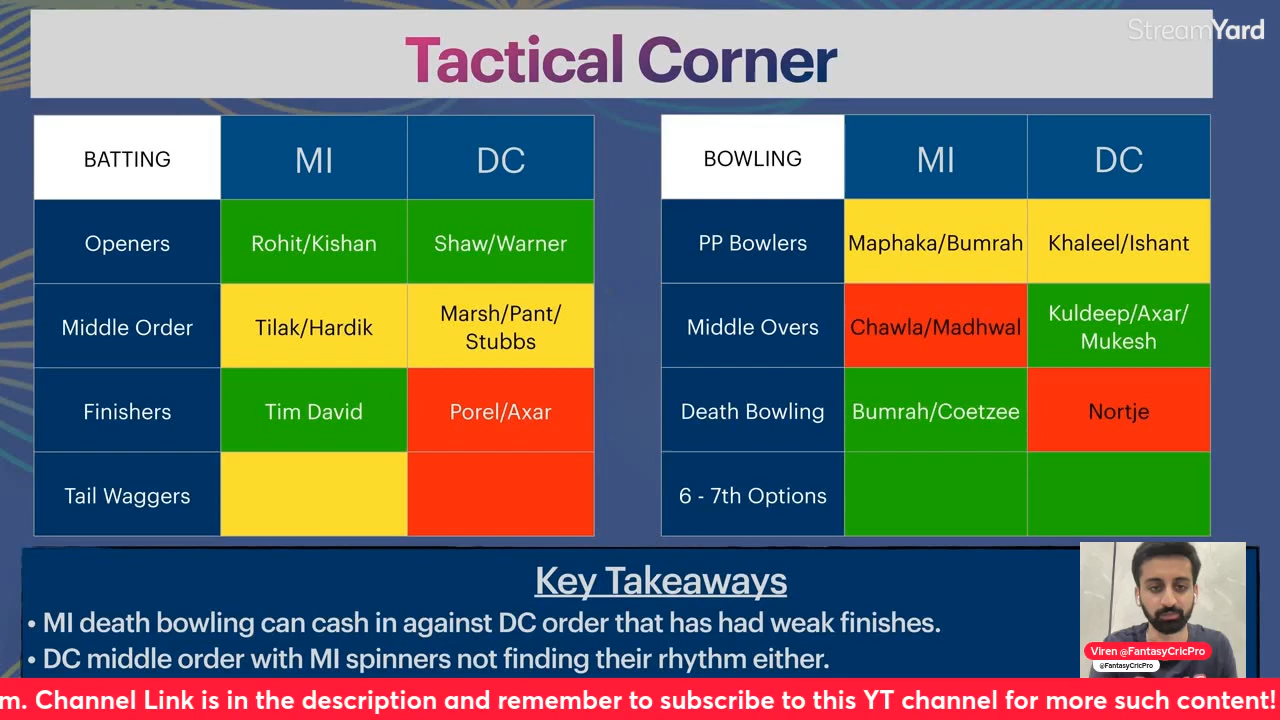 StreamYard
Tactical Corner
BATTING MI DC
Openers Rohit/Kishan Shaw/Warner
Middle Order Tilak/Hardik Marsh/Pant/
Stubbs
Finishers Tim David Porel/Axar
Tail Waggers
BOWLING MI DC
PP Bowlers Maphaka/Bumrah Khaleel/Ishant
Middle Overs Chawla/Madhwal Kuldeep/Axar/
Mukesh
Death Bowling Bumrah/Coetzee Nortje
6 - 7th Options
Key Takeaways
• MI death bowling can cash in against DC order that has had weak finishes.
• DC middle order with MI spinners not finding their rhythm either.
Viren @FantasyCricPro
@FantasyCricPro
m. Channel Link is in the description and remember to subscribe to this YT channel for more such content!